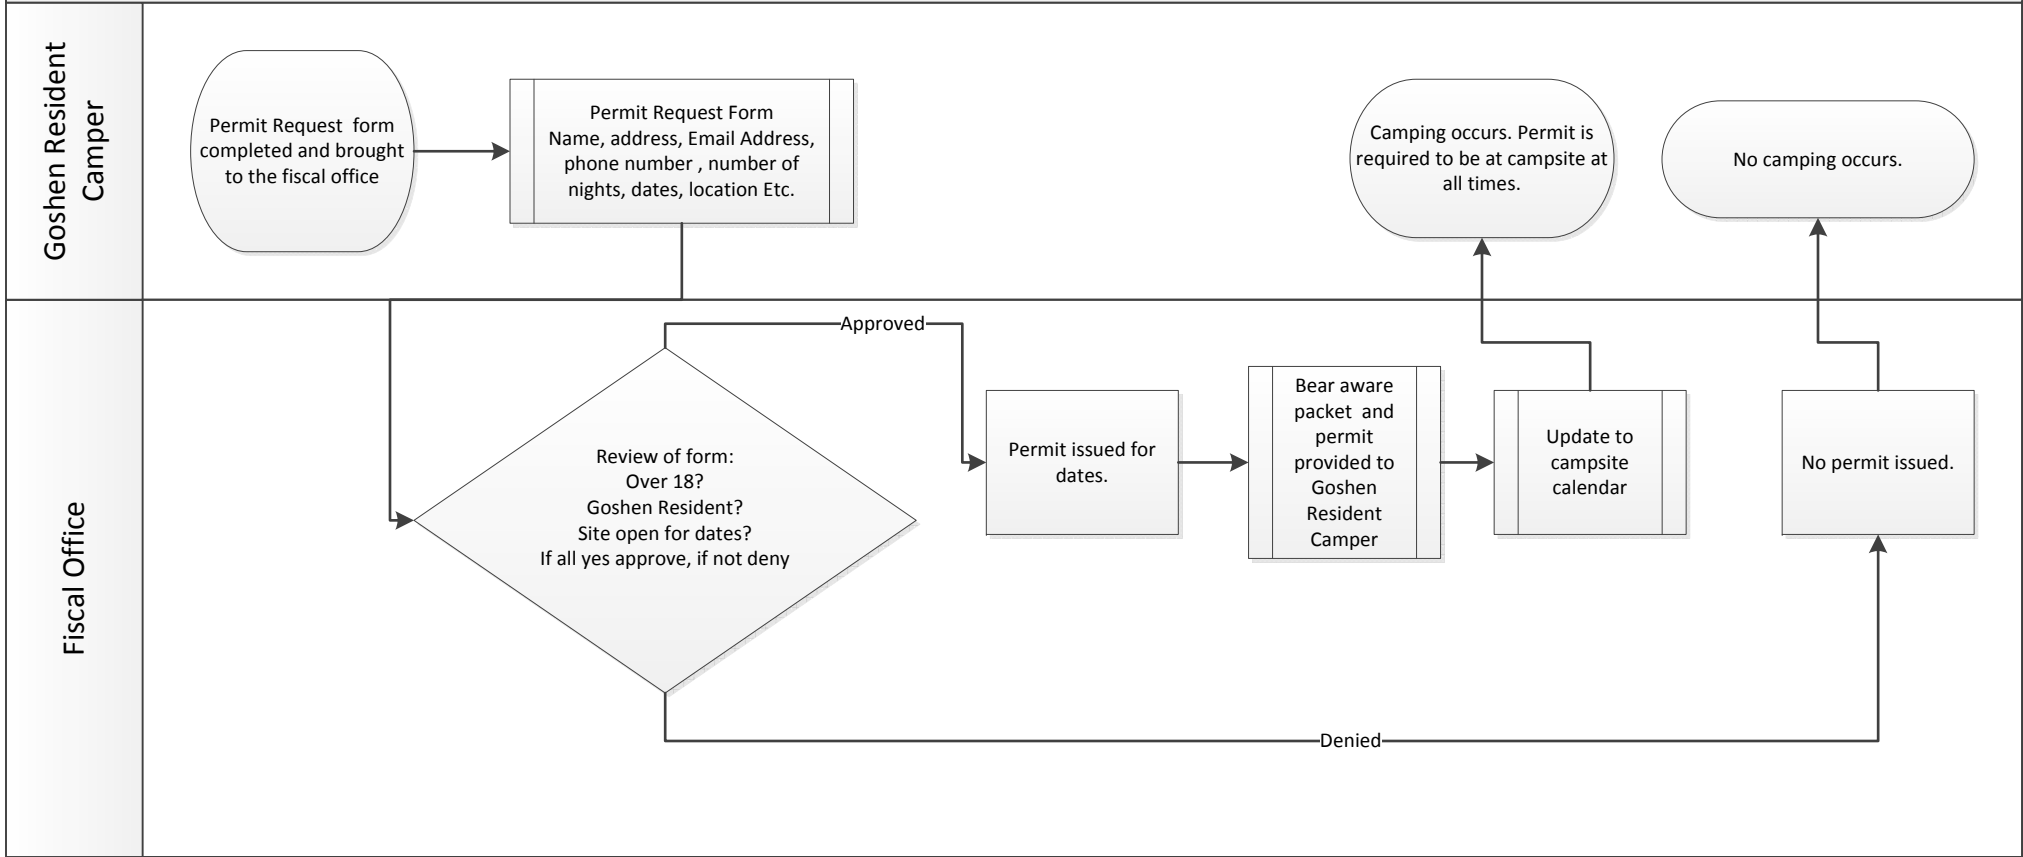 Goshen Resident
Camper
Permit Request form
completed and brought
to the fiscal office
Permit Request Form
Name, address, Email Address,
phone number , number of
nights, dates, location Etc.
Camping occurs. Permit is
required to be at campsite at
all times.
No camping occurs.
Fiscal Office
Approved
Review of form:
Over 18?
Goshen Resident?
Site open for dates?
If all yes approve, if not deny
Permit issued for
dates.
Bear aware
packet and
permit
provided to
Goshen
Resident
Camper
Update to
campsite
calendar
No permit issued.
Denied